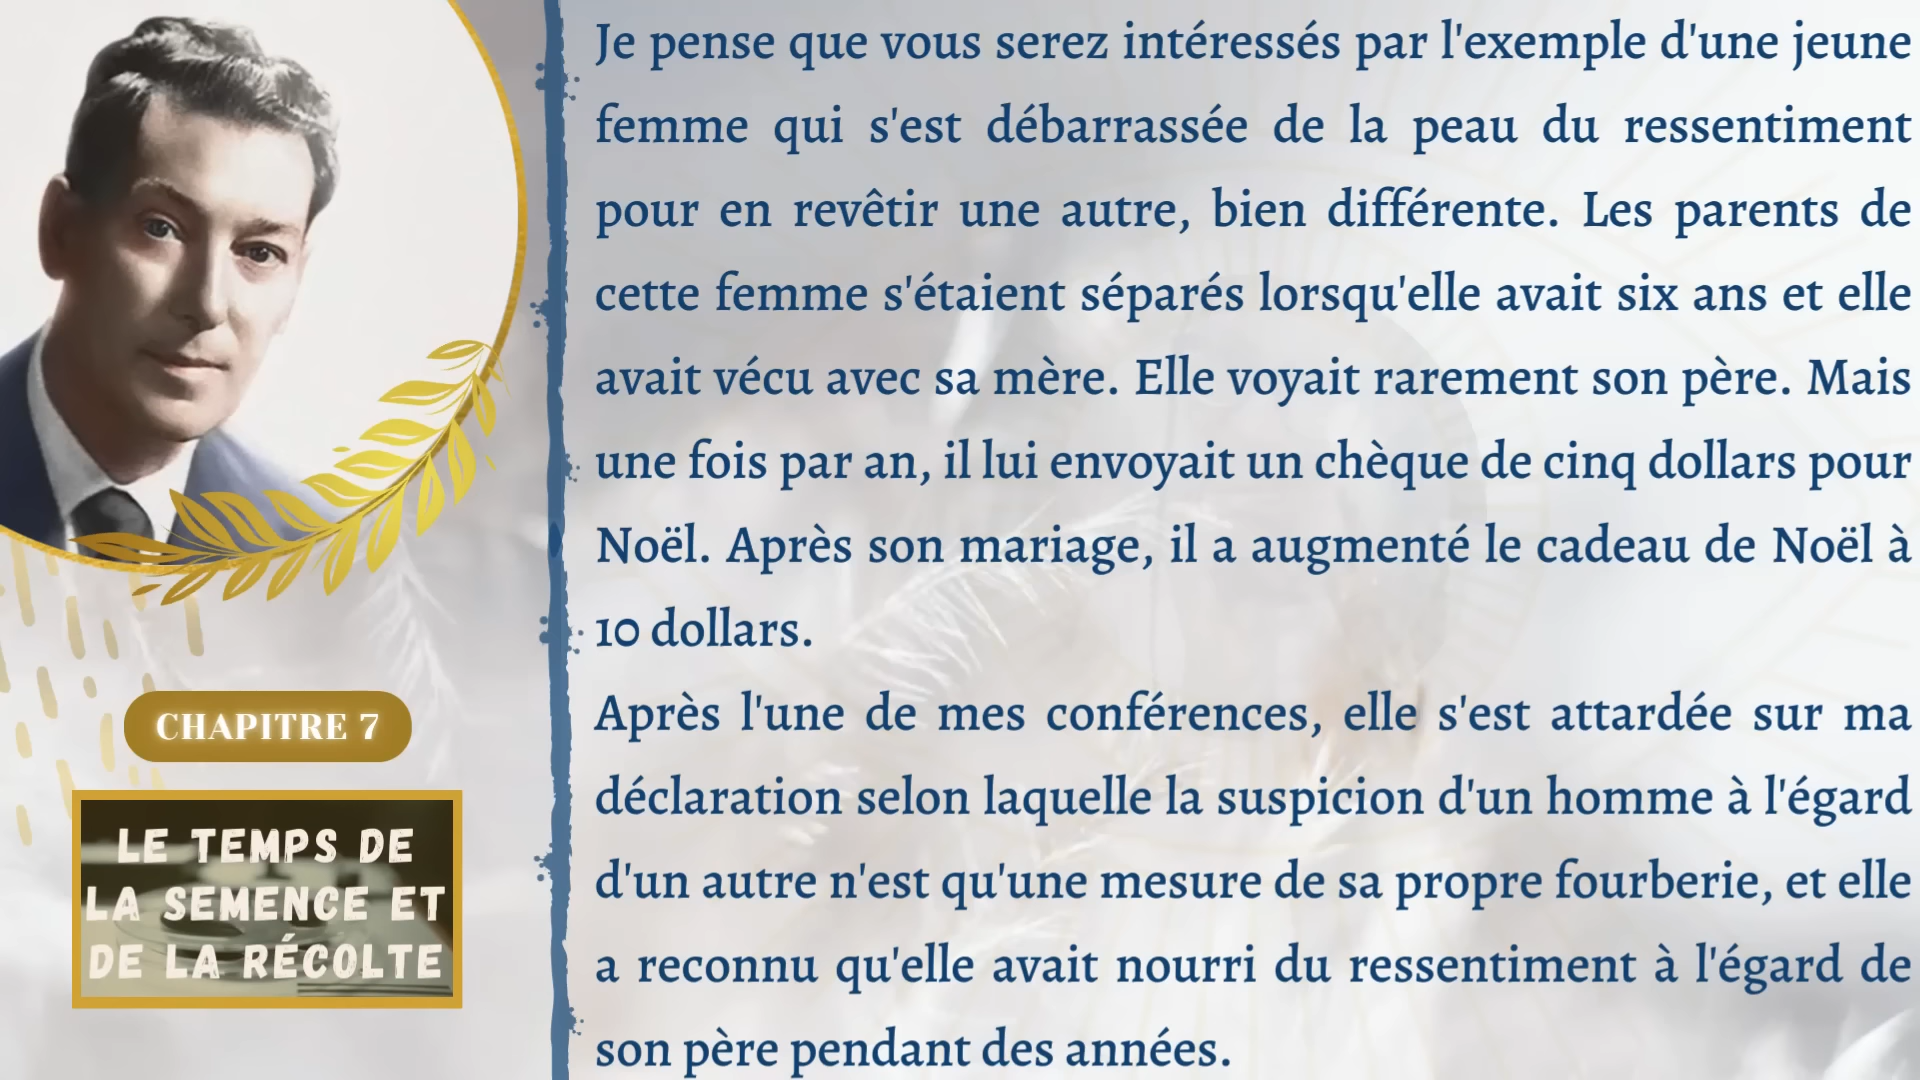 Je pense que vous serez intéressés par l'exemple d'une jeune
femme qui s'est débarrassée de la peau du ressentiment
pour en revêtir une autre, bien différente. Les parents de
cette femme s'étaient séparés lorsqu'elle avait six ans et elle
avait vécu avec sa mère. Elle voyait rarement son père. Mais
une fois par an, il lui envoyait un chèque de cinq dollars pour
Noël. Après son mariage, il a augmenté le cadeau de Noël à
10 dollars.
Après l'une de mes conférences, elle s'est attardée sur ma
déclaration selon laquelle la suspicion d'un homme à l'égard
d'un autre n'est qu'une mesure de sa propre fourberie, et elle
a reconnu qu'elle avait nourri du ressentiment à l'égard de
son père pendant des années.
CHAPITRE 7
LE TEMPS DE
LA SEMENCE ET
DE LA RÉCOLTE